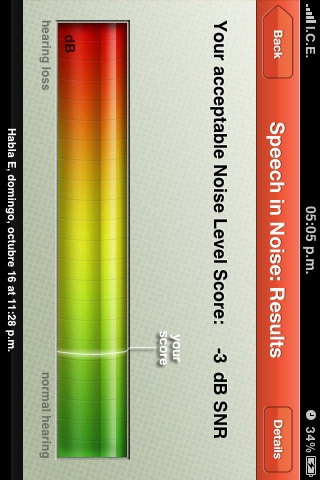 I.C.E. 05:05 p.m. 34%
Back Speech in Noise: Results Details
Your acceptable Noise Level Score: -3 dB SNR
your
score
dB
hearing loss normal hearing
Habla E, domingo, octubre 16 at 11:28 p.m.